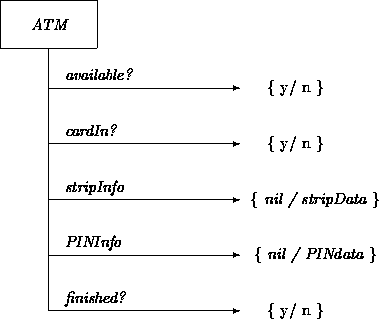 ATM
available? { y/ n }
cardIn? { y/ n }
stripInfo { nil / stripData }
PINInfo { nil / PINdata }
finished? { y/ n }